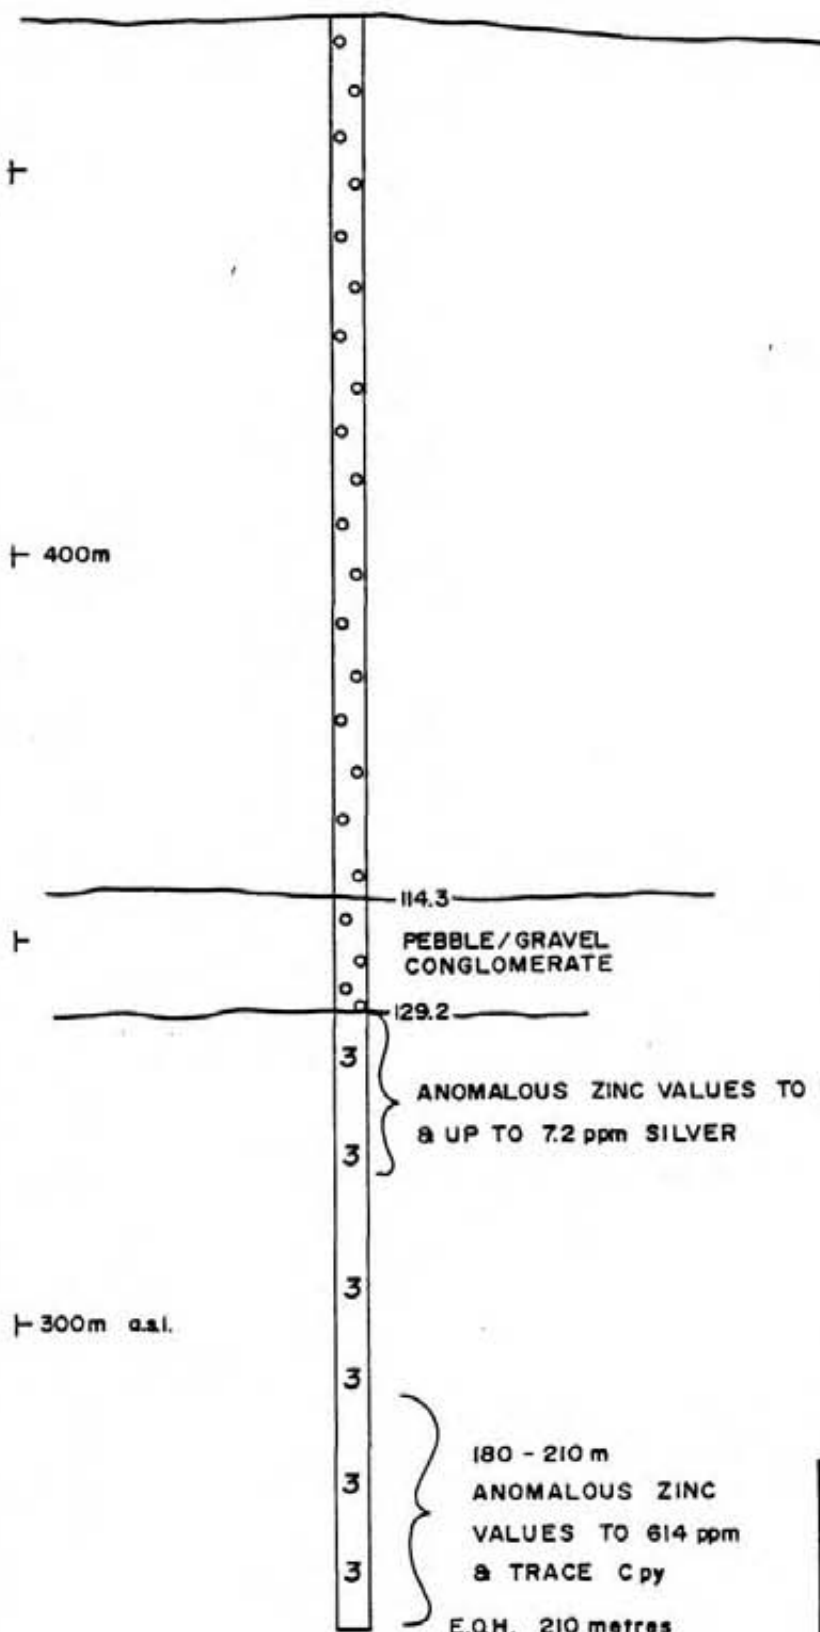 400m
114.3
PEBBLE/GRAVEL
CONGLOMERATE
129.2
3
ANOMALOUS ZINC VALUES TO
& UP TO 7.2 ppm SILVER
3
3
300m a.s.l.
3
180 - 210 m
3
ANOMALOUS ZINC
VALUES TO 614 ppm
3
& TRACE Cpy
E.O.H. 210 metres